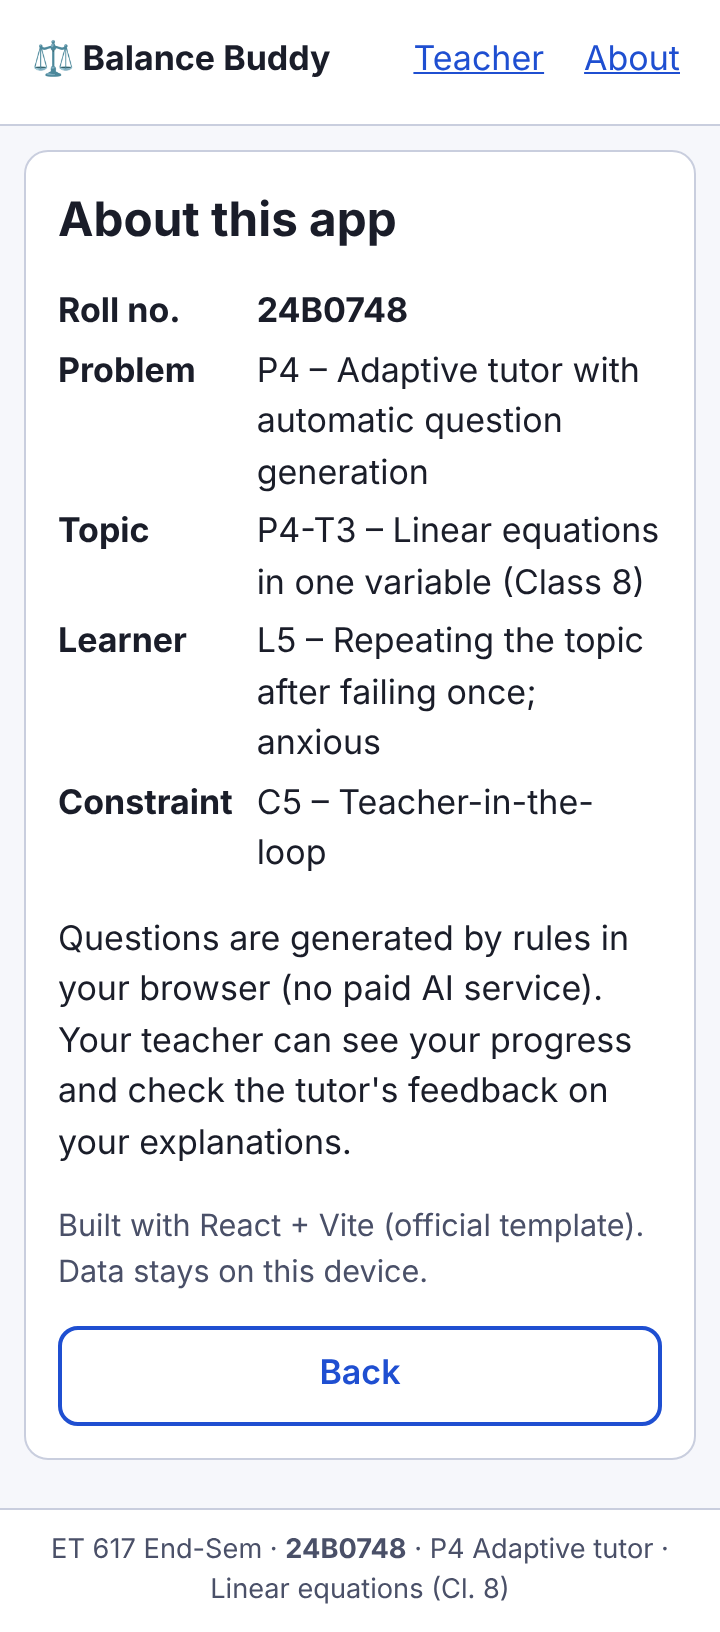 ⚖️ Balance Buddy Teacher About
About this app
Roll no. 24B0748
Problem P4 – Adaptive tutor with
automatic question
generation
Topic P4-T3 – Linear equations
in one variable (Class 8)
Learner L5 – Repeating the topic
after failing once;
anxious
Constraint C5 – Teacher-in-the-
loop
Questions are generated by rules in
your browser (no paid AI service).
Your teacher can see your progress
and check the tutor's feedback on
your explanations.
Built with React + Vite (official template).
Data stays on this device.
Back
ET 617 End-Sem · 24B0748 · P4 Adaptive tutor ·
Linear equations (Cl. 8)